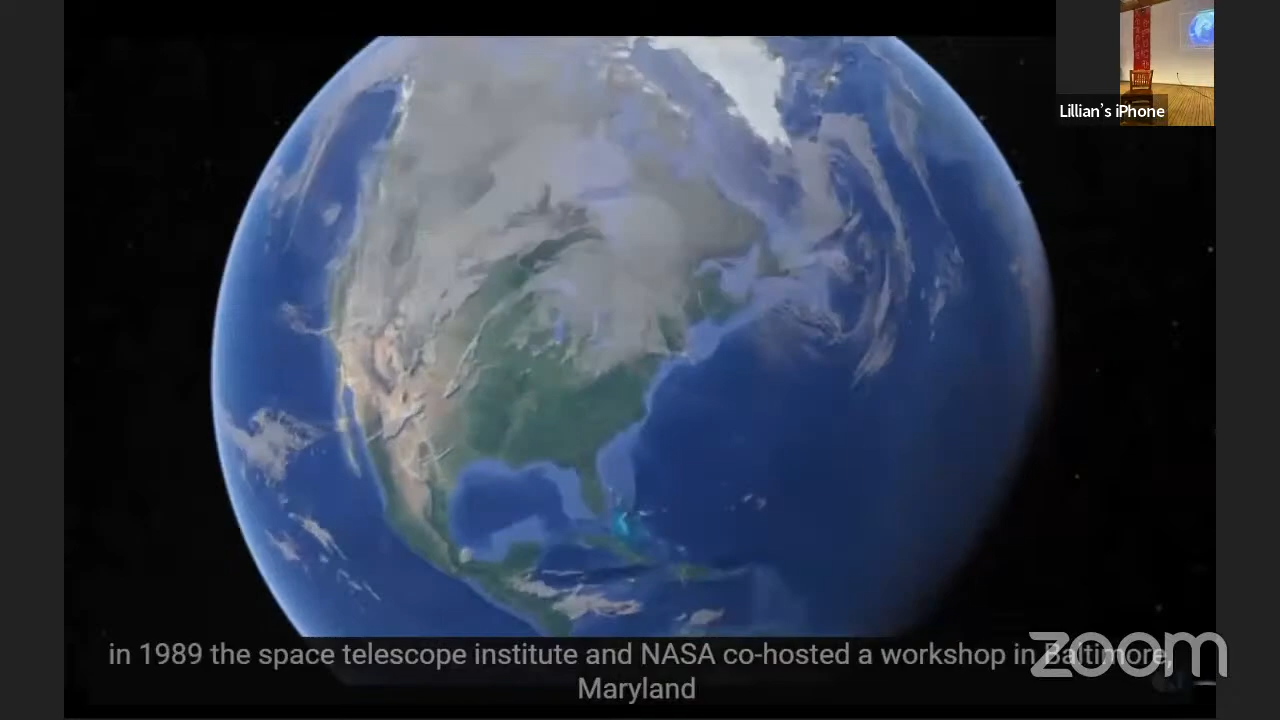 Lillian's iPhone
in 1989 the space telescope institute and NASA co-hosted a workshop in Baltimore,
Maryland
zoom